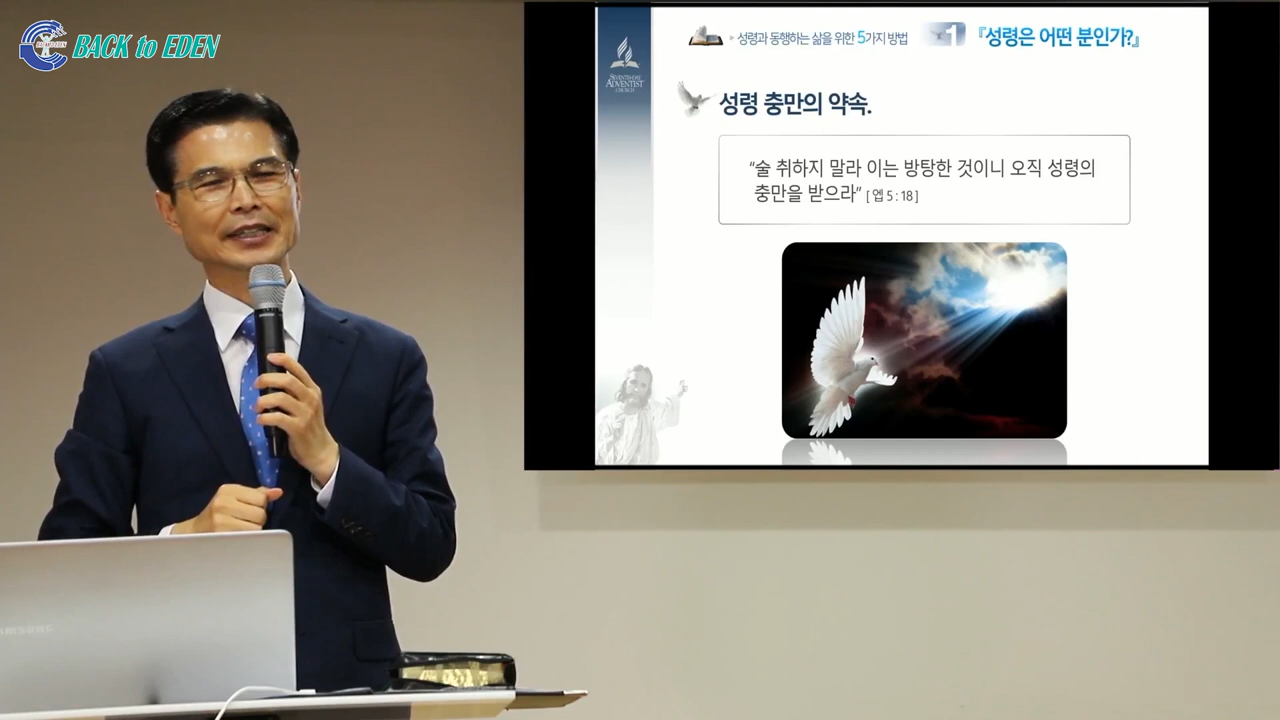 BACK to EDEN
성령과 동행하는 삶을 위한 5가지 방법
1
『성령은 어떤 분인가?』
SEVENTH-DAY
ADVENTIST
CHURCH
성령 충만의 약속.
“술 취하지 말라 이는 방탕한 것이니 오직 성령의
충만을 받으라” [ 엡 5 : 18 ]
SAMSUNG